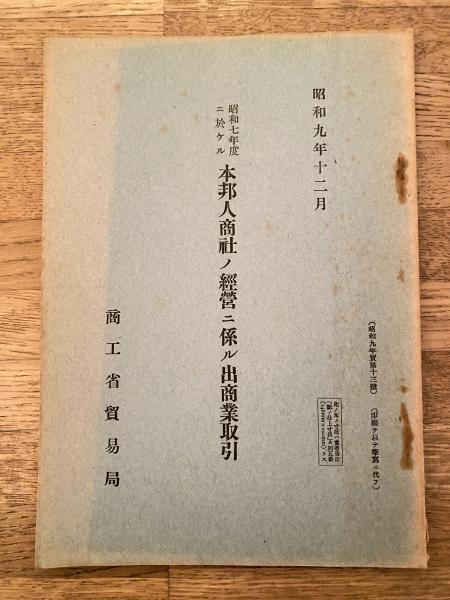 昭和九年十二月
(昭和九年貿第十三號)
(印刷ヲ以テ謄寫ニ代フ)
昭和七年度
ニ於ケル
本邦人商社ノ經營ニ係ル出商業取引
商工省貿易局